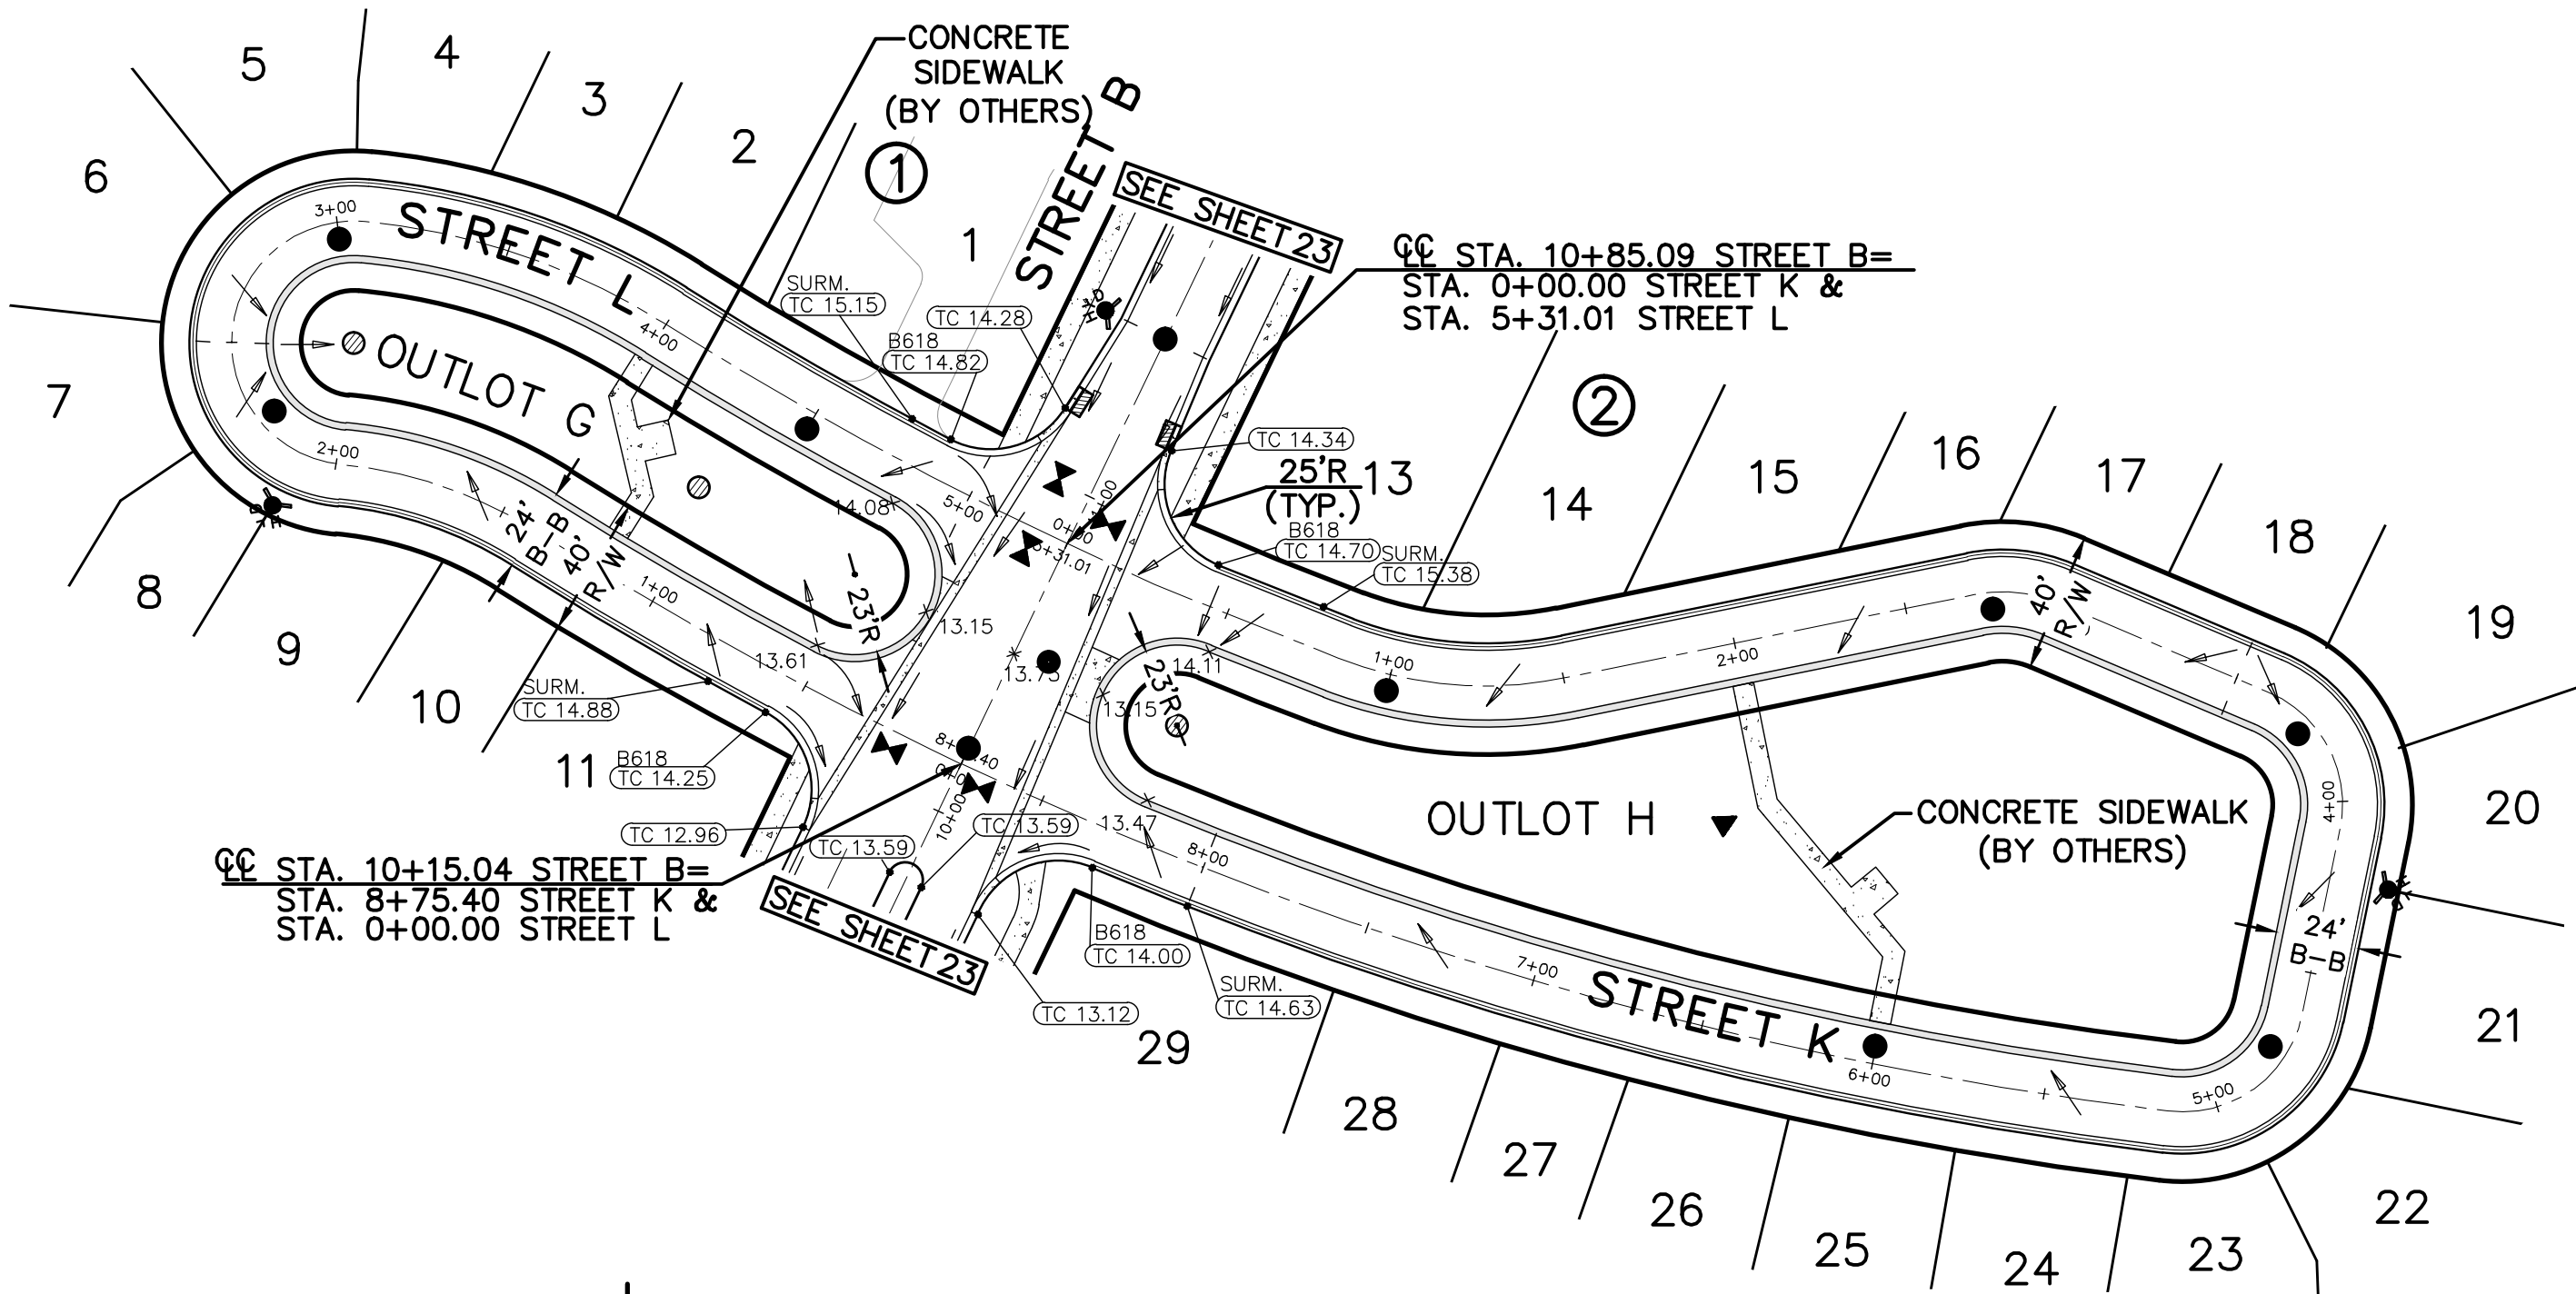 CONCRETE
SIDEWALK
(BY OTHERS)
STREET B
SEE SHEET 23
5
4
3
2
1
1
6
7
8
9
10
11
STREET L
3+00
4+00
OUTLOT G
2+00
1+00
5+00
24'
B-B
40'
R/W
SURM.
TC 15.15
TC 14.28
B618
TC 14.82
HYD
℄ STA. 10+85.09 STREET B=
STA. 0+00.00 STREET K &
STA. 5+31.01 STREET L
2
TC 14.34
25'R
(TYP.)
13
14
15
16
17
18
19
20
21
22
23
24
25
26
27
28
29
B618
TC 14.70
SURM.
TC 15.38
0+00
5+31.01
14.08
13.15
23'R
13.61
13.73
14.11
13.15
23'R
13.47
SURM.
TC 14.88
B618
TC 14.25
TC 12.96
TC 13.59
TC 13.59
10+00
℄ STA. 10+15.04 STREET B=
STA. 8+75.40 STREET K &
STA. 0+00.00 STREET L
SEE SHEET 23
B618
TC 14.00
TC 13.12
SURM.
TC 14.63
1+00
2+00
40'
R/W
4+00
24'
B-B
5+00
6+00
7+00
8+00
STREET K
OUTLOT H
CONCRETE SIDEWALK
(BY OTHERS)